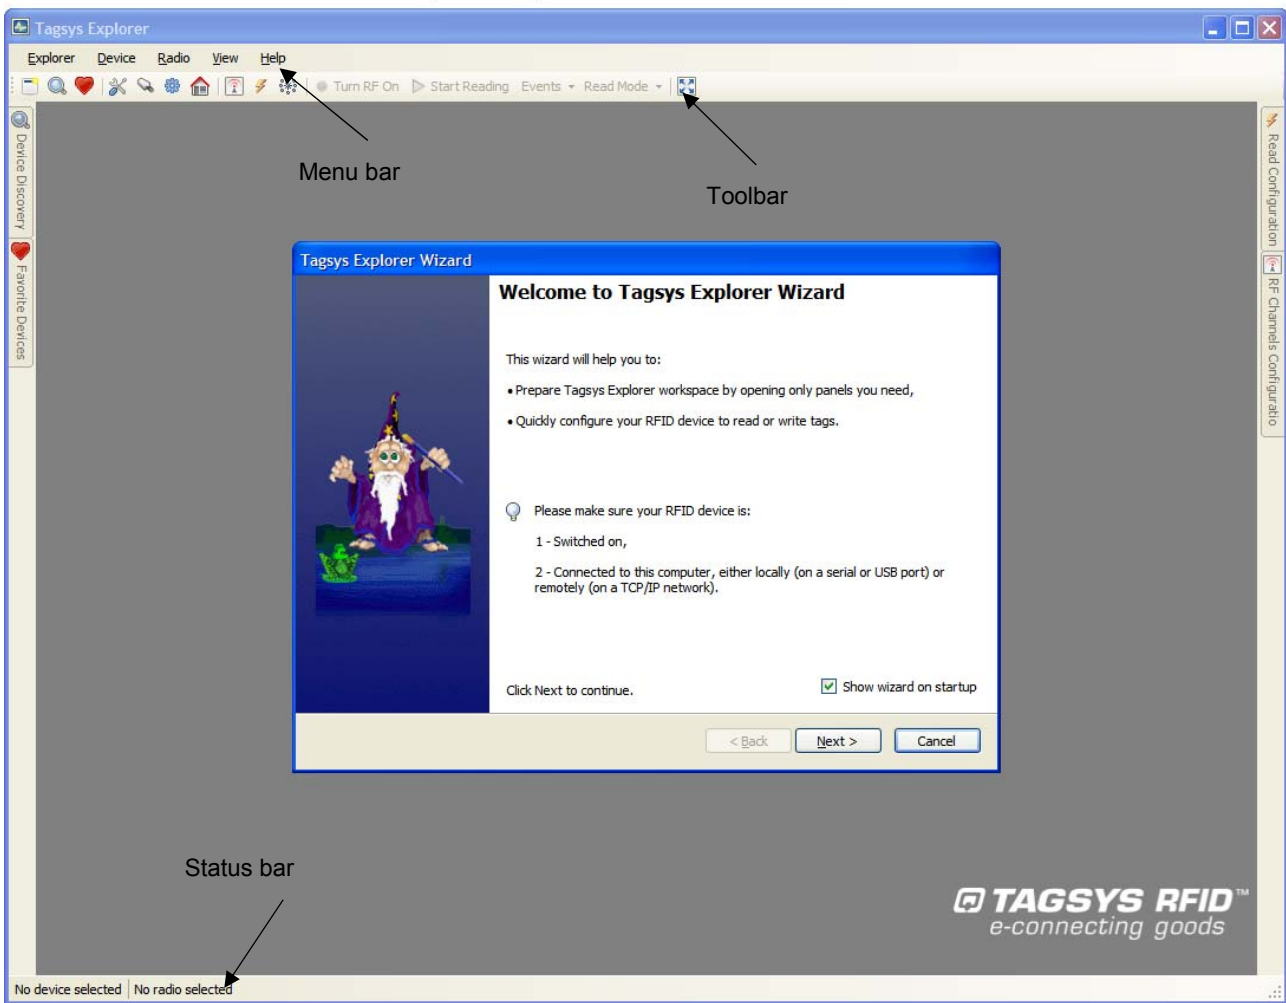 Tagsys Explorer
Explorer Device Radio View Help
Turn RF On Start Reading Events Read Mode
Menu bar
Toolbar
Device Discovery
Favorite Devices
Read Configuration
RF Channels Configuratio
Tagsys Explorer Wizard
Welcome to Tagsys Explorer Wizard
This wizard will help you to:
• Prepare Tagsys Explorer workspace by opening only panels you need,
• Quickly configure your RFID device to read or write tags.
Please make sure your RFID device is:
1 - Switched on,
2 - Connected to this computer, either locally (on a serial or USB port) or
remotely (on a TCP/IP network).
Click Next to continue.
Show wizard on startup
< Back Next > Cancel
Status bar
TAGSYS RFID™
e-connecting goods
No device selected No radio selected